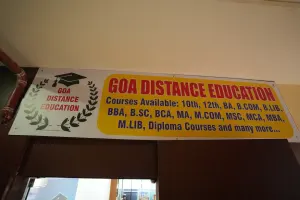 GOA
DISTANCE
EDUCATION
GOA DISTANCE EDUCATION
Courses Available: 10th, 12th, BA, B.COM, B.LIB,
BBA, B.SC, BCA, MA, M.COM, MSC, MCA, MBA,
M.LIB, Diploma Courses and many more...